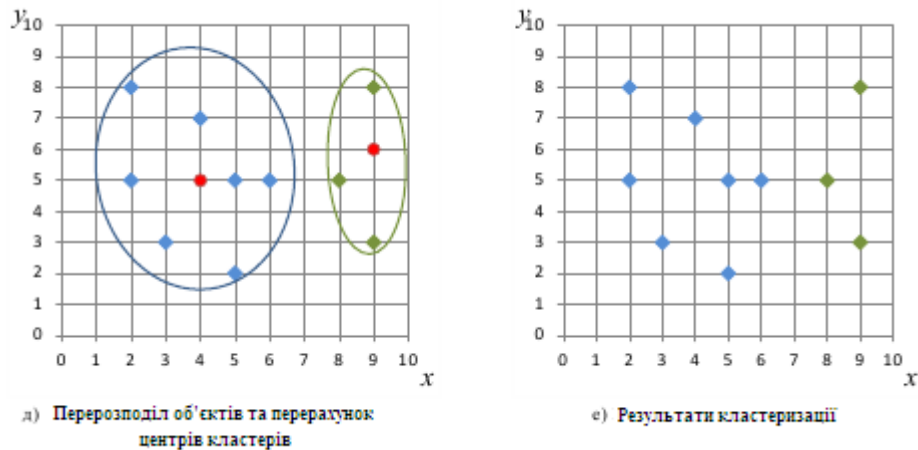 y
10
9
8
7
6
5
4
3
2
1
0
0 1 2 3 4 5 6 7 8 9 10
x
д) Перерозподіл об'єктів та перерахунок
центрів кластерів
y
10
9
8
7
6
5
4
3
2
1
0
0 1 2 3 4 5 6 7 8 9 10
x
е) Результати кластеризації